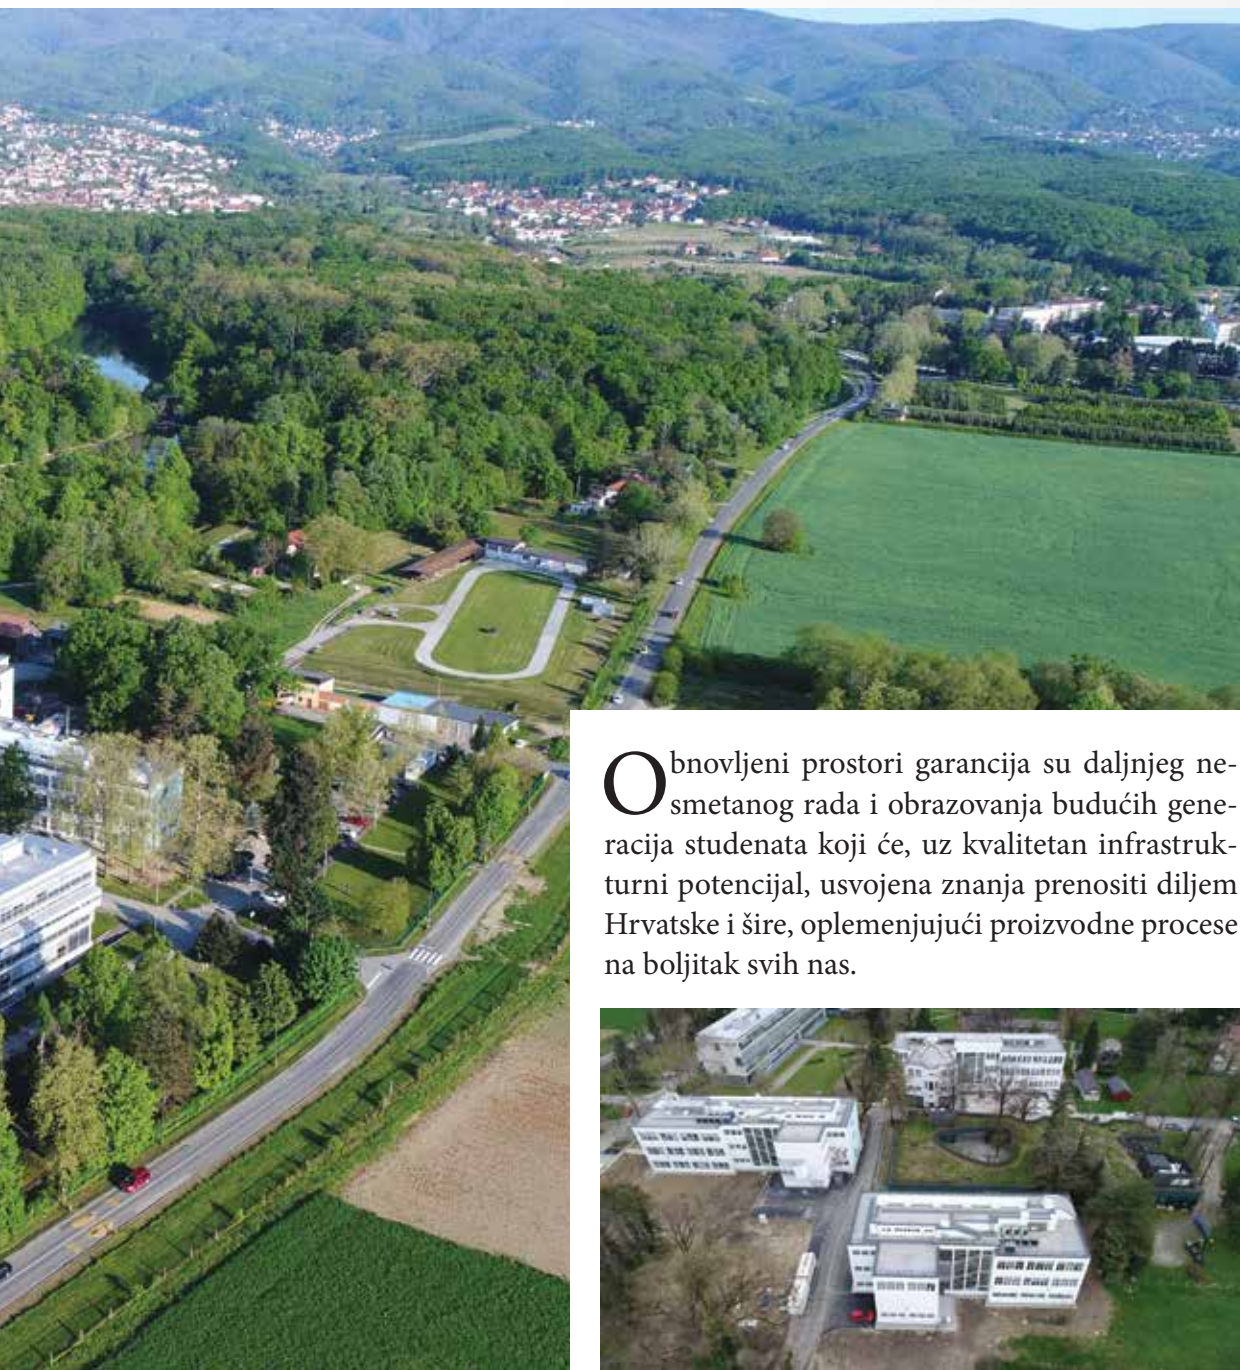 Obnovljeni prostori garancija su daljnjeg ne-
smetanog rada i obrazovanja budućih gene-
racija studenata koji će, uz kvalitetan infrastruk-
turni potencijal, usvojena znanja prenositi diljem
Hrvatske i šire, oplemenjujući proizvodne procese
na boljitak svih nas.